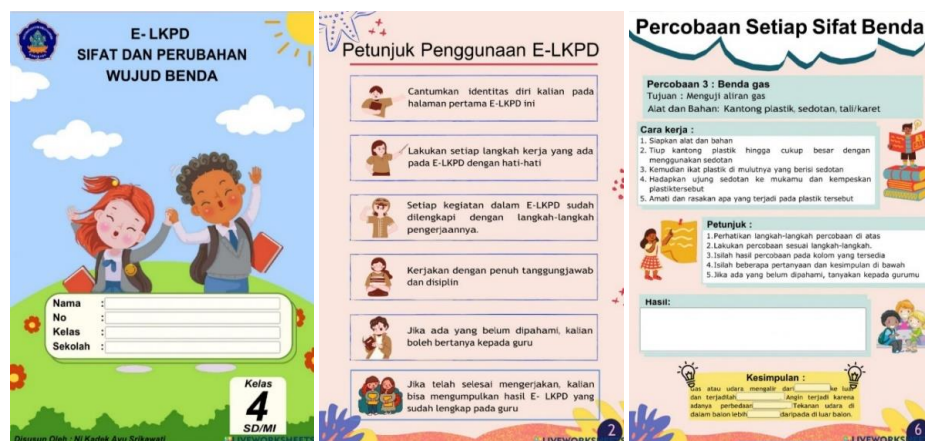 E- LKPD
SIFAT DAN PERUBAHAN
WUJUD BENDA
Nama :
No :
Kelas :
Sekolah :
Kelas
4
SD/MI
Disusun Oleh : Ni Kadek Ayu Srikawati
LIVEWORKSHEETS
Petunjuk Penggunaan E-LKPD
Cantumkan identitas diri kalian pada
halaman pertama E-LKPD ini
Lakukan setiap langkah kerja yang ada
pada E-LKPD dengan hati-hati
Setiap kegiatan dalam E-LKPD sudah
dilengkapi dengan langkah-langkah
pengerjaannya.
Kerjakan dengan penuh tanggungjawab
dan disiplin
Jika ada yang belum dipahami, kalian
boleh bertanya kepada guru
Jika telah selesai mengerjakan, kalian
bisa mengumpulkan hasil E- LKPD yang
sudah lengkap pada guru
2
Percobaan Setiap Sifat Benda
Percobaan 3 : Benda gas
Tujuan : Menguji aliran gas
Alat dan Bahan: Kantong plastik, sedotan, tali/karet
Cara kerja :
1. Siapkan alat dan bahan
2. Tiup kantong plastik hingga cukup besar dengan
menggunakan sedotan
3. Kemudian ikat plastik di mulutnya yang berisi sedotan
4. Hadapkan ujung sedotan ke mukamu dan kempeskan
plastiktersebut
5. Amati dan rasakan apa yang terjadi pada plastik tersebut
Petunjuk :
1.Perhatikan langkah-langkah percobaan di atas
2.Lakukan percobaan sesuai langkah-langkah.
3.Isilah hasil percobaan pada kolom yang tersedia
4.Isilah beberapa pertanyaan dan kesimpulan di bawah
5.Jika ada yang belum dipahami, tanyakan kepada gurumu
Hasil:
Kesimpulan :
Gas atau udara mengalir dari ke luar
dan terjadilah Angin terjadi karena
adanya perbedaan Tekanan udara di
dalam balon lebih daripada di luar balon.
6